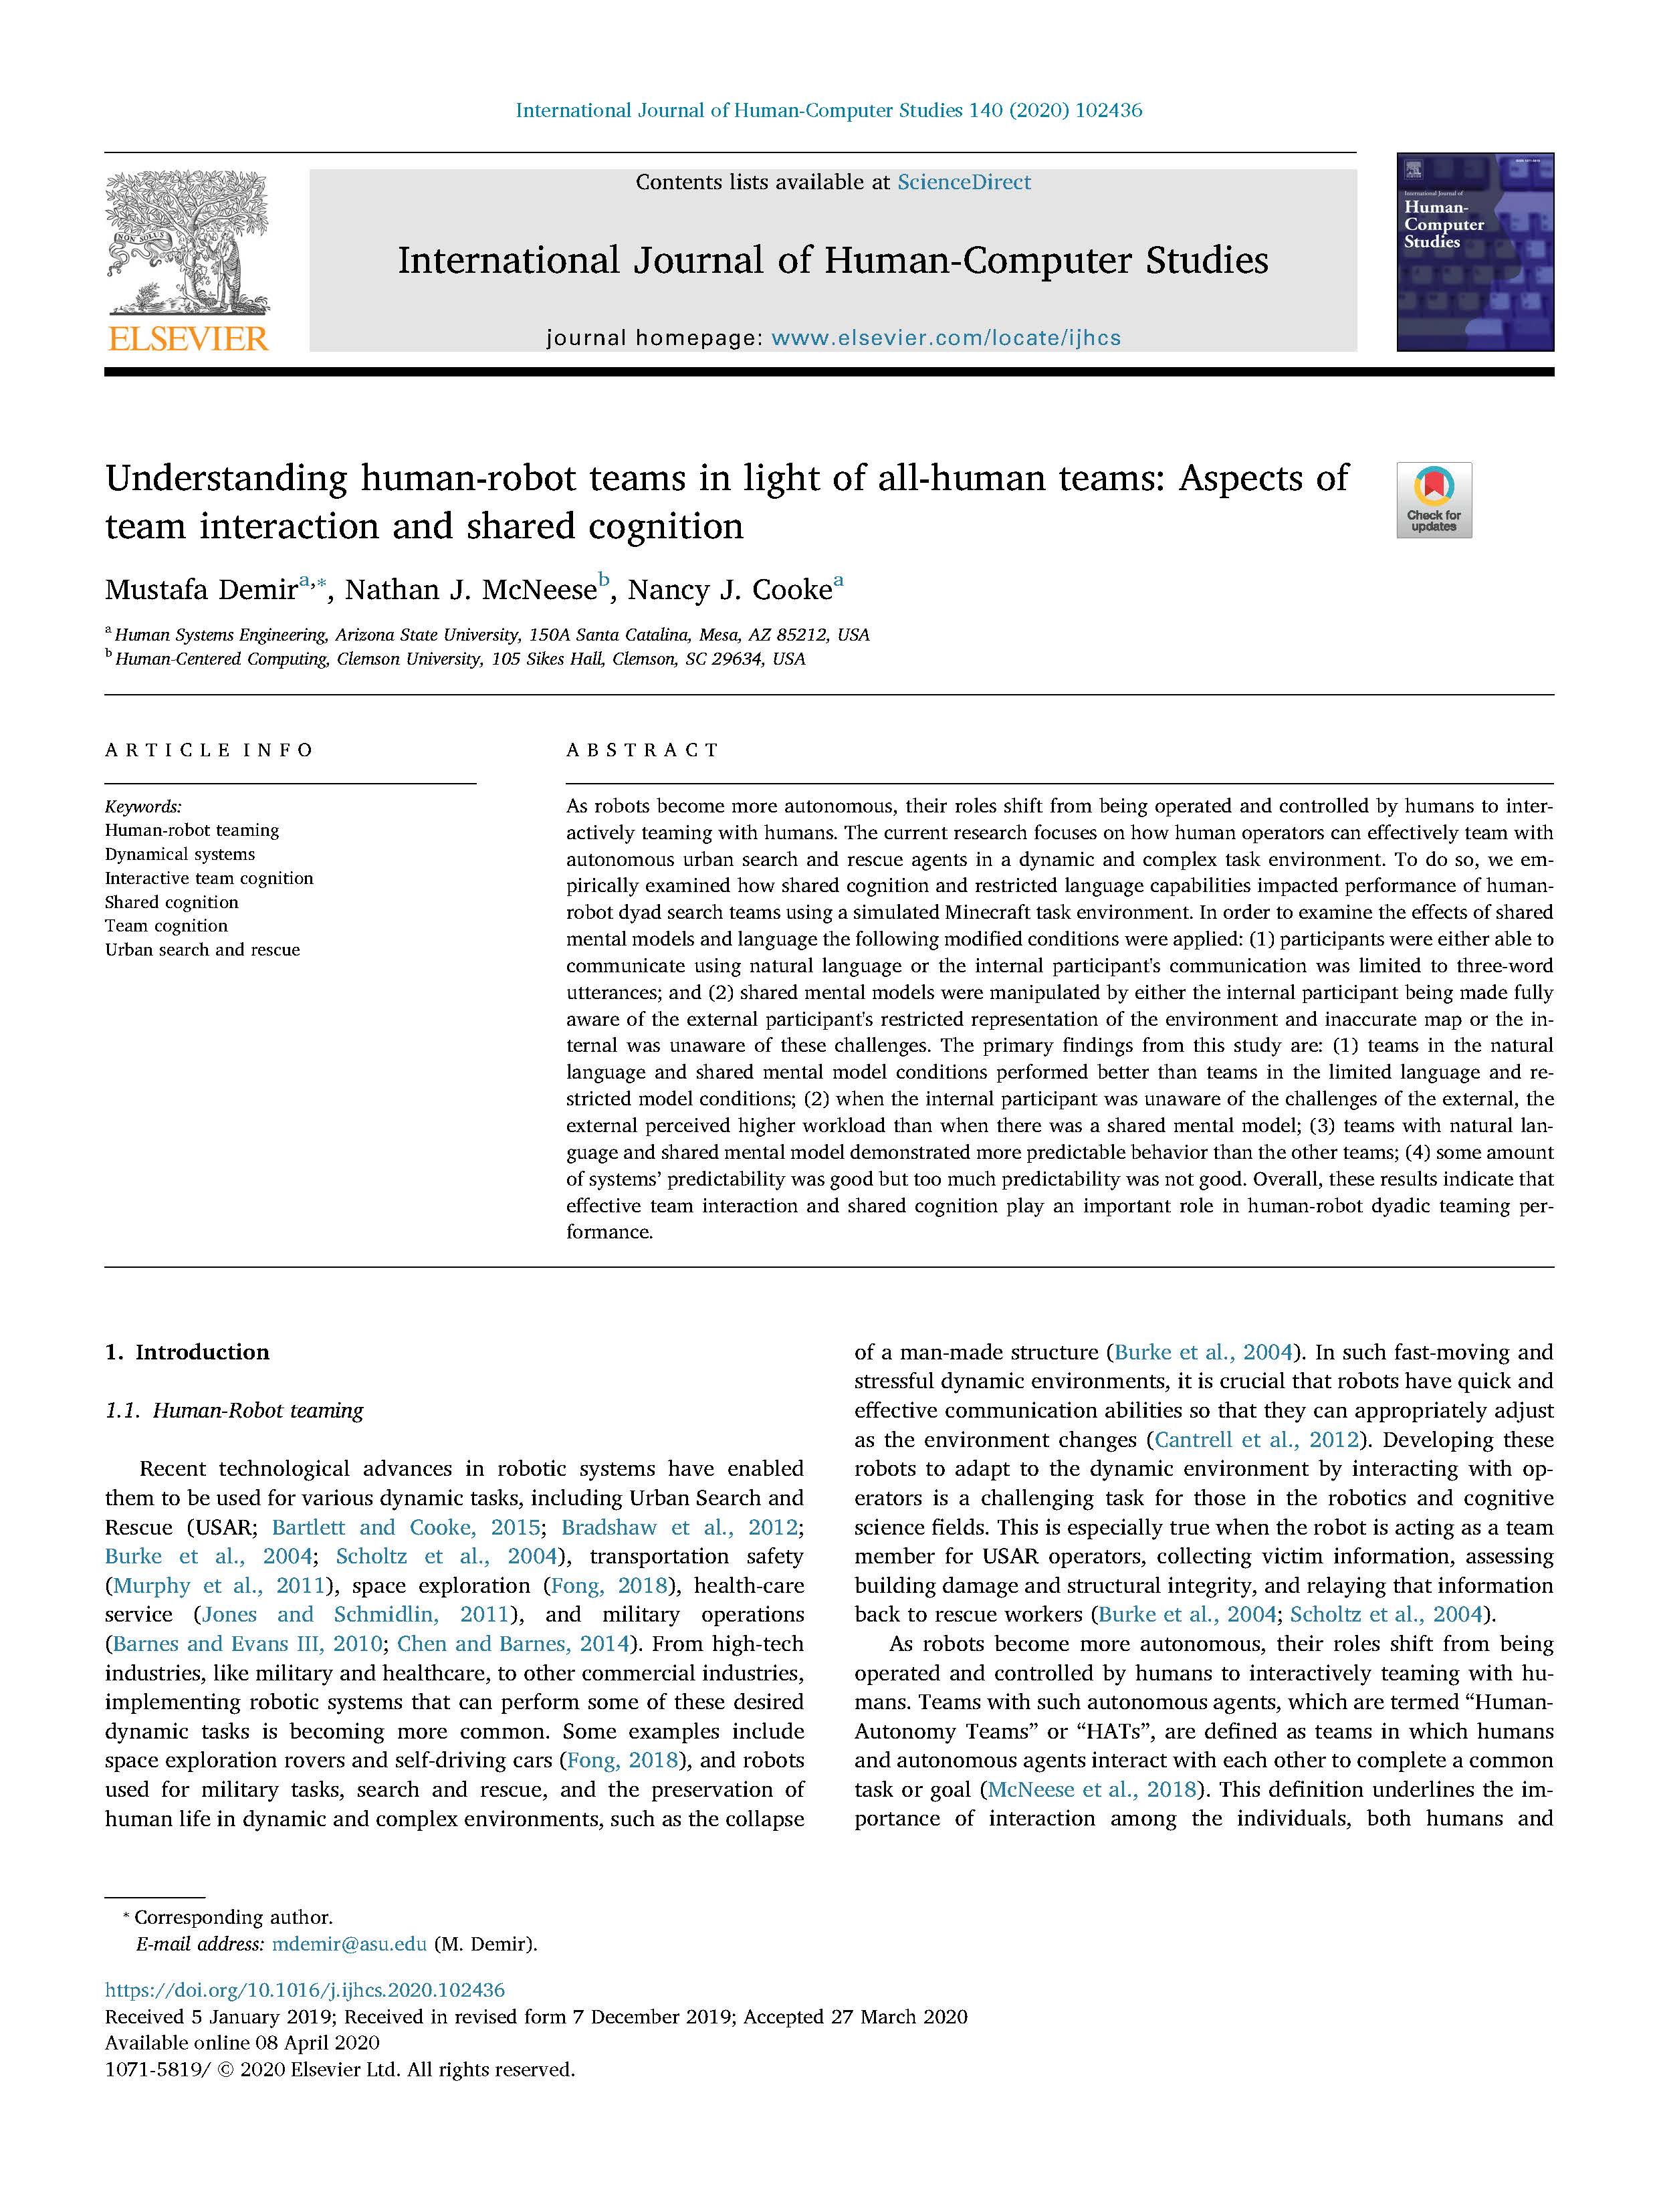 International Journal of Human-Computer Studies 140 (2020) 102436
Contents lists available at ScienceDirect
International Journal of Human-Computer Studies
journal homepage: www.elsevier.com/locate/ijhcs
NON SOLUS
ELSEVIER
International Journal of
Human-
Computer
Studies
Understanding human-robot teams in light of all-human teams: Aspects of
team interaction and shared cognition
Check for
updates
Mustafa Demir a,*, Nathan J. McNeese b, Nancy J. Cooke a
a Human Systems Engineering, Arizona State University, 150A Santa Catalina, Mesa, AZ 85212, USA
b Human-Centered Computing, Clemson University, 105 Sikes Hall, Clemson, SC 29634, USA
ARTICLE INFO
Keywords:
Human-robot teaming
Dynamical systems
Interactive team cognition
Shared cognition
Team cognition
Urban search and rescue
ABSTRACT
As robots become more autonomous, their roles shift from being operated and controlled by humans to inter-
actively teaming with humans. The current research focuses on how human operators can effectively team with
autonomous urban search and rescue agents in a dynamic and complex task environment. To do so, we em-
pirically examined how shared cognition and restricted language capabilities impacted performance of human-
robot dyad search teams using a simulated Minecraft task environment. In order to examine the effects of shared
mental models and language the following modified conditions were applied: (1) participants were either able to
communicate using natural language or the internal participant's communication was limited to three-word
utterances; and (2) shared mental models were manipulated by either the internal participant being made fully
aware of the external participant's restricted representation of the environment and inaccurate map or the in-
ternal was unaware of these challenges. The primary findings from this study are: (1) teams in the natural
language and shared mental model conditions performed better than teams in the limited language and re-
stricted model conditions; (2) when the internal participant was unaware of the challenges of the external, the
external perceived higher workload than when there was a shared mental model; (3) teams with natural lan-
guage and shared mental model demonstrated more predictable behavior than the other teams; (4) some amount
of systems' predictability was good but too much predictability was not good. Overall, these results indicate that
effective team interaction and shared cognition play an important role in human-robot dyadic teaming per-
formance.
1. Introduction
1.1. Human-Robot teaming
Recent technological advances in robotic systems have enabled
them to be used for various dynamic tasks, including Urban Search and
Rescue (USAR; Bartlett and Cooke, 2015; Bradshaw et al., 2012;
Burke et al., 2004; Scholtz et al., 2004), transportation safety
(Murphy et al., 2011), space exploration (Fong, 2018), health-care
service (Jones and Schmidlin, 2011), and military operations
(Barnes and Evans III, 2010; Chen and Barnes, 2014). From high-tech
industries, like military and healthcare, to other commercial industries,
implementing robotic systems that can perform some of these desired
dynamic tasks is becoming more common. Some examples include
space exploration rovers and self-driving cars (Fong, 2018), and robots
used for military tasks, search and rescue, and the preservation of
human life in dynamic and complex environments, such as the collapse
of a man-made structure (Burke et al., 2004). In such fast-moving and
stressful dynamic environments, it is crucial that robots have quick and
effective communication abilities so that they can appropriately adjust
as the environment changes (Cantrell et al., 2012). Developing these
robots to adapt to the dynamic environment by interacting with op-
erators is a challenging task for those in the robotics and cognitive
science fields. This is especially true when the robot is acting as a team
member for USAR operators, collecting victim information, assessing
building damage and structural integrity, and relaying that information
back to rescue workers (Burke et al., 2004; Scholtz et al., 2004).
As robots become more autonomous, their roles shift from being
operated and controlled by humans to interactively teaming with hu-
mans. Teams with such autonomous agents, which are termed "Human-
Autonomy Teams" or "HATs", are defined as teams in which humans
and autonomous agents interact with each other to complete a common
task or goal (McNeese et al., 2018). This definition underlines the im-
portance of interaction among the individuals, both humans and
* Corresponding author.
E-mail address: mdemir@asu.edu (M. Demir).
https://doi.org/10.1016/j.ijhcs.2020.102436
Received 5 January 2019; Received in revised form 7 December 2019; Accepted 27 March 2020
Available online 08 April 2020
1071-5819/ © 2020 Elsevier Ltd. All rights reserved.